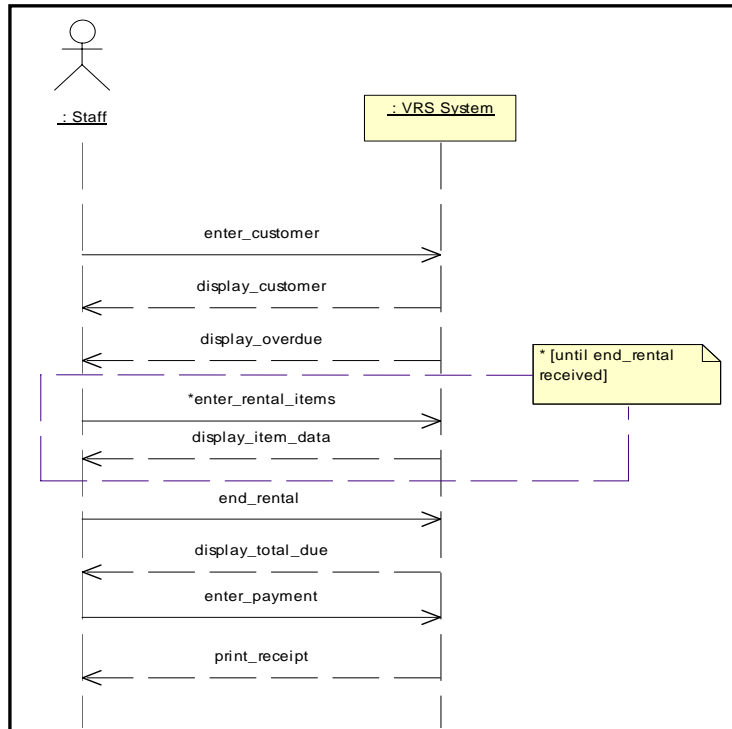 : Staff
: VRS System
enter_customer
display_customer
display_overdue
* [until end_rental
received]
*enter_rental_items
display_item_data
end_rental
display_total_due
enter_payment
print_receipt